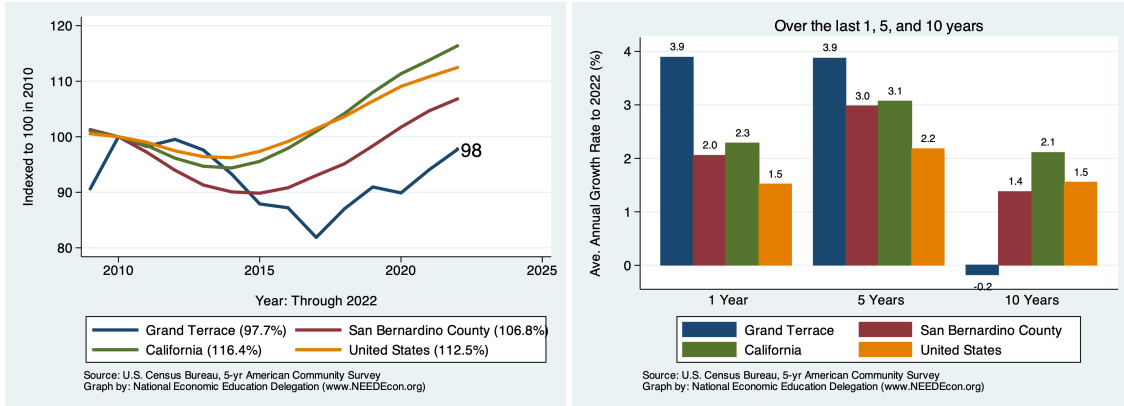 120
110
100
90
80
Indexed to 100 in 2010
98
2010 2015 2020 2025
Year: Through 2022
Grand Terrace (97.7%) San Bernardino County (106.8%)
California (116.4%) United States (112.5%)
Source: U.S. Census Bureau, 5-yr American Community Survey
Graph by: National Economic Education Delegation (www.NEEDEcon.org)
Over the last 1, 5, and 10 years
Ave. Annual Growth Rate to 2022 (%)
4
3
2
1
0
3.9 2.0 2.3 1.5
3.9 3.0 3.1 2.2
-0.2 1.4 2.1 1.5
1 Year 5 Years 10 Years
Grand Terrace San Bernardino County
California United States
Source: U.S. Census Bureau, 5-yr American Community Survey
Graph by: National Economic Education Delegation (www.NEEDEcon.org)